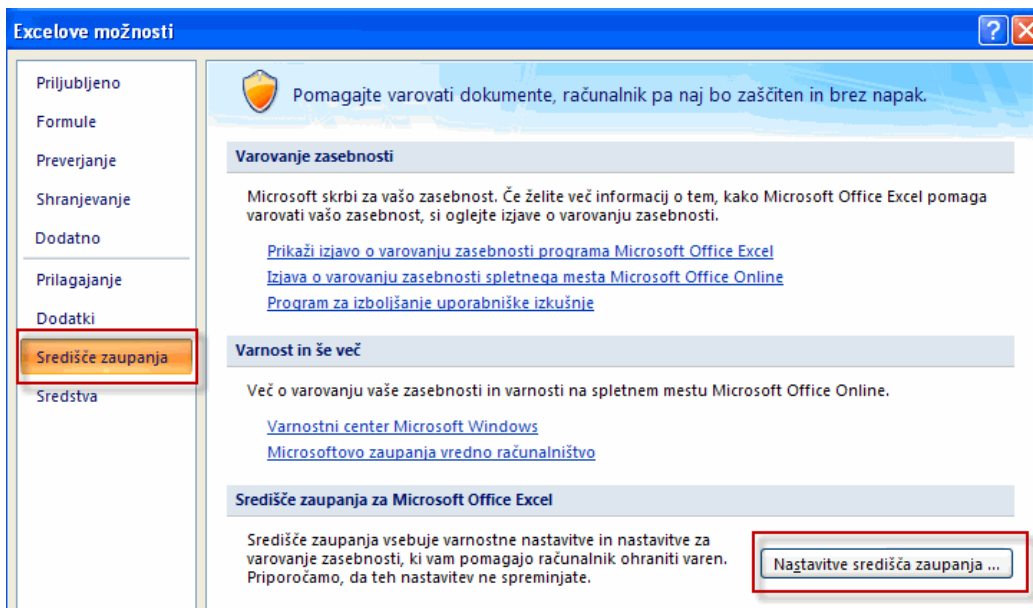 Excelove možnosti
Priljubljeno
Formule
Preverjanje
Shranjevanje
Dodatno
Prilagajanje
Dodatki
Središče zaupanja
Sredstva
Pomagajte varovati dokumente, računalnik pa naj bo zaščiten in brez napak.
Varovanje zasebnosti
Microsoft skrbi za vašo zasebnost. Če želite več informacij o tem, kako Microsoft Office Excel pomaga
varovati vašo zasebnost, si oglejte izjave o varovanju zasebnosti.
Prikaži izjavo o varovanju zasebnosti programa Microsoft Office Excel
Izjava o varovanju zasebnosti spletnega mesta Microsoft Office Online
Program za izboljšanje uporabniške izkušnje
Varnost in še več
Več o varovanju vaše zasebnosti in varnosti na spletnem mestu Microsoft Office Online.
Varnostni center Microsoft Windows
Microsoftovo zaupanja vredno računalništvo
Središče zaupanja za Microsoft Office Excel
Središče zaupanja vsebuje varnostne nastavitve in nastavitve za
varovanje zasebnosti, ki vam pomagajo računalnik ohraniti varen.
Priporočamo, da teh nastavitev ne spreminjate.
Nastavitve središča zaupanja ...